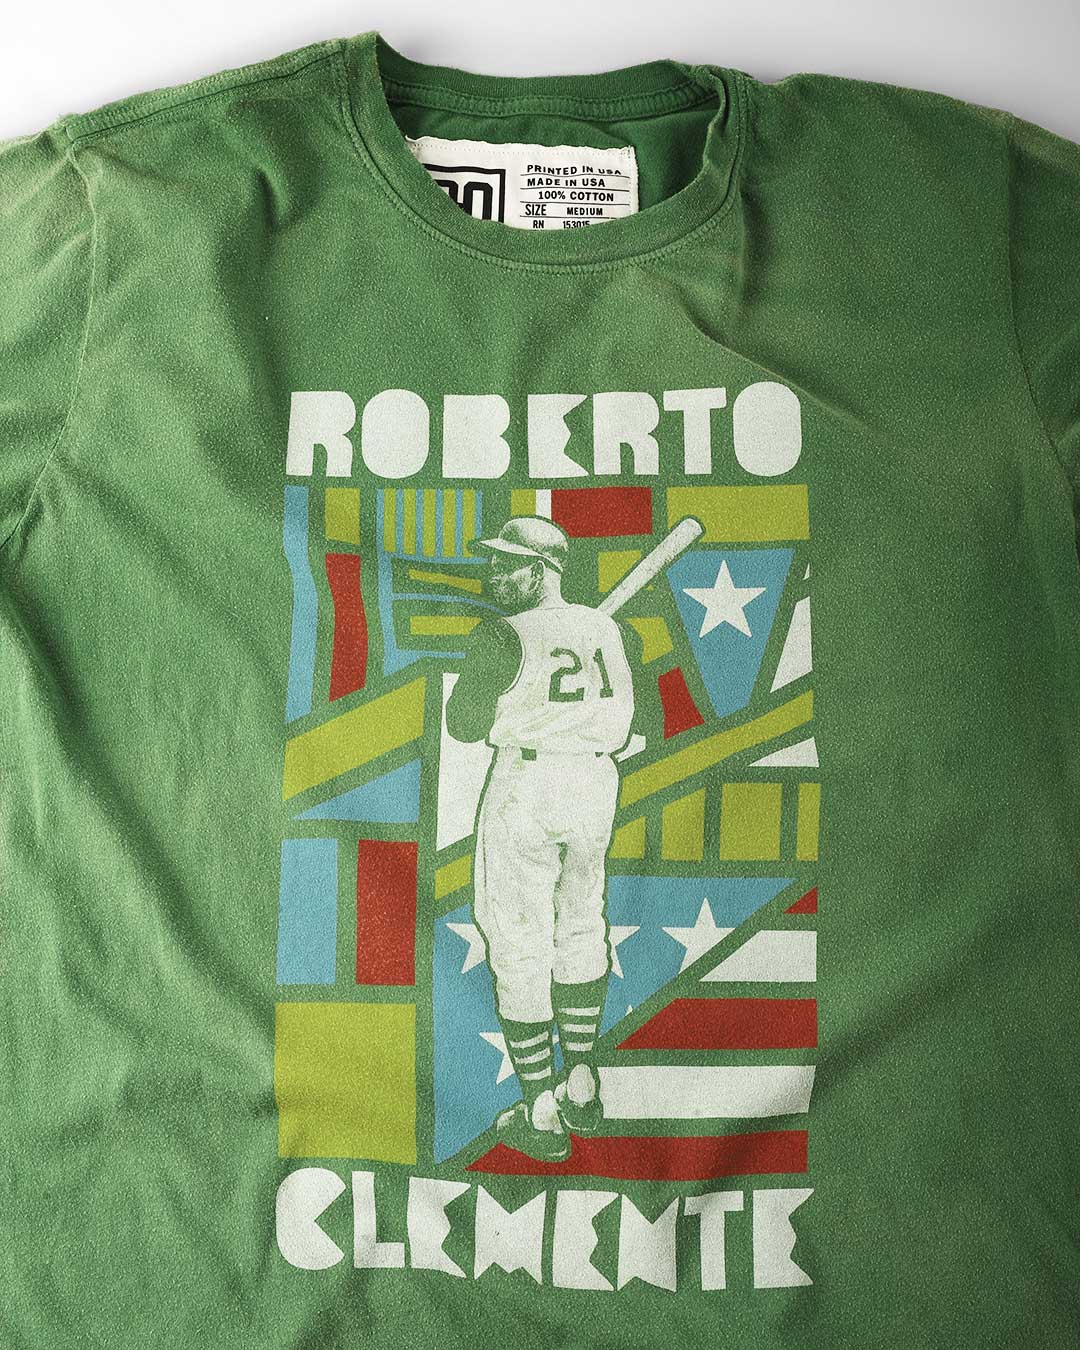 PRINTED IN USA
MADE IN USA
100% COTTON
SIZE MEDIUM
RN 153015
ROBERTO
21
CLEMENTE